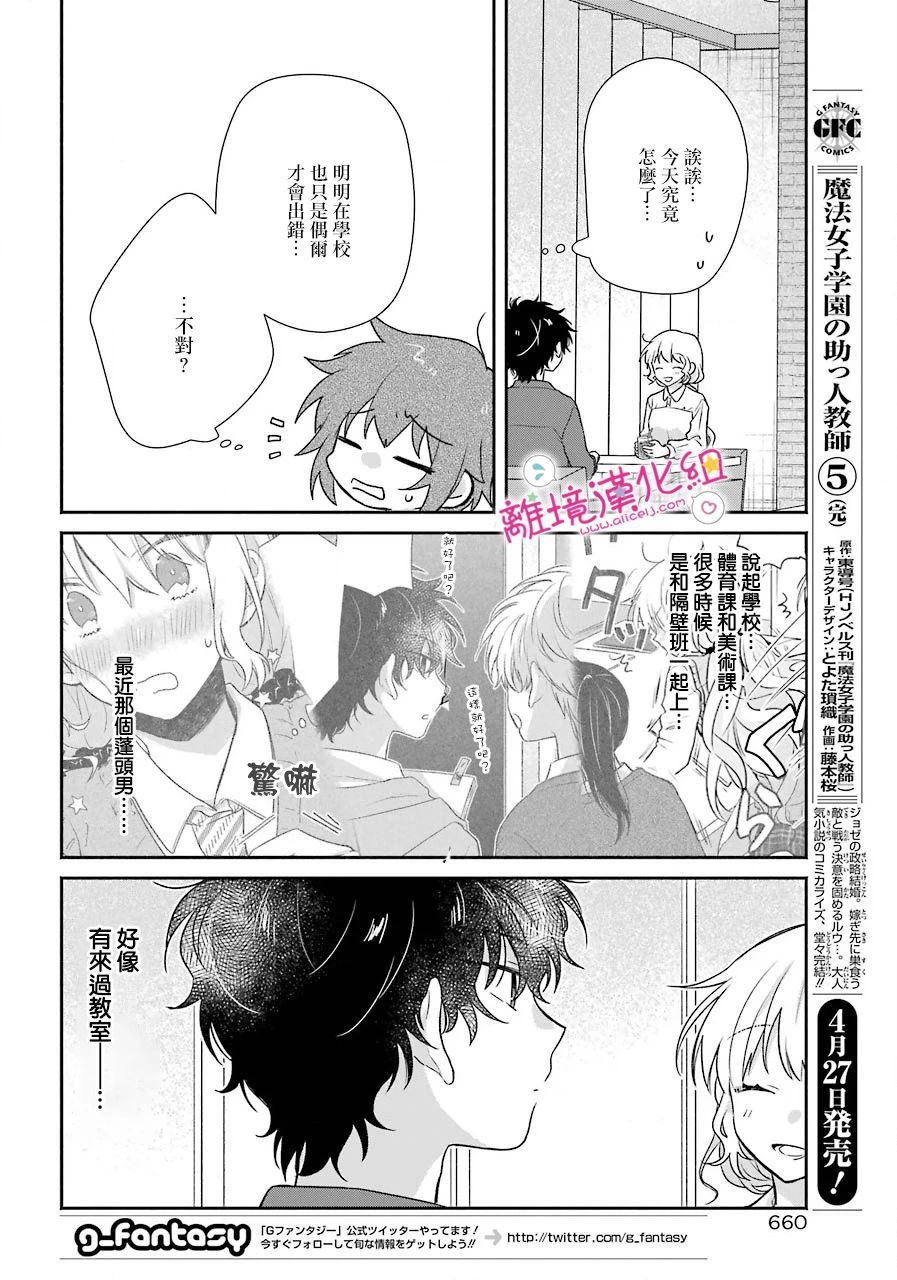 誒誒…
今天究竟
怎麼了…
明明在學校
也只是偶爾
才會出錯…
…不對？
說起學校…
體育課和美術課…
很多時候
是和隔壁班一起上…
タ
這樣就好了吧？
就好了吧？
驚嚇
最近那個蓬頭男……
好像
有來過教室——…
離境漢化組
www.alicelj.com
G FANTASY
GFC
COMICS
魔法女子学園の助っ人教師⑤(完)
原作：東導号(HJノベルス刊「魔法女子学園の助っ人教師」)
キャラクターデザイン：とよた瑣織 作画：藤本桜
ジョゼの政略結婚。嫁ぎ先に巣食う
敵と戦う決意を固めるルウ…。大人
気小説のコミカライズ、堂々完結!!
4月27日発売！
660
g_fantasy
「Gファンタジー」公式ツイッターやってます！
今すぐフォローして旬な情報をゲットしよう!!
http://twitter.com/g_fantasy